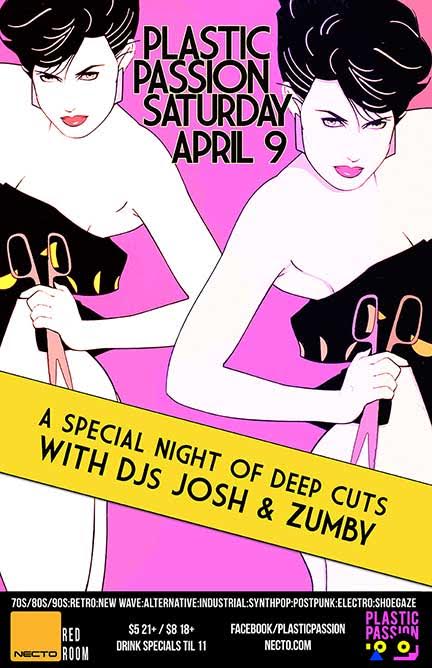 PLASTIC
PASSION
SATURDAY
APRIL 9
A SPECIAL NIGHT OF DEEP CUTS
WITH DJS JOSH & ZUMBY
70S/80S/90S:RETRO:NEW WAVE:ALTERNATIVE:INDUSTRIAL:SYNTHPOP:POSTPUNK:ELECTRO:SHOEGAZE
NECTO
RED
ROOM
$5 21+ / $8 18+
DRINK SPECIALS TIL 11
FACEBOOK/PLASTICPASSION
NECTO.COM
PLASTIC
PASSION